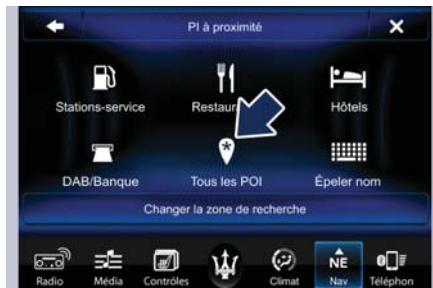 PI à proximité
Stations-service
Restaura
Hôtels
DAB/Banque
Tous les POI
Épeler nom
Changer la zone de recherche
NE
Radio
Média
Contrôles
Climat
Nav
Téléphon